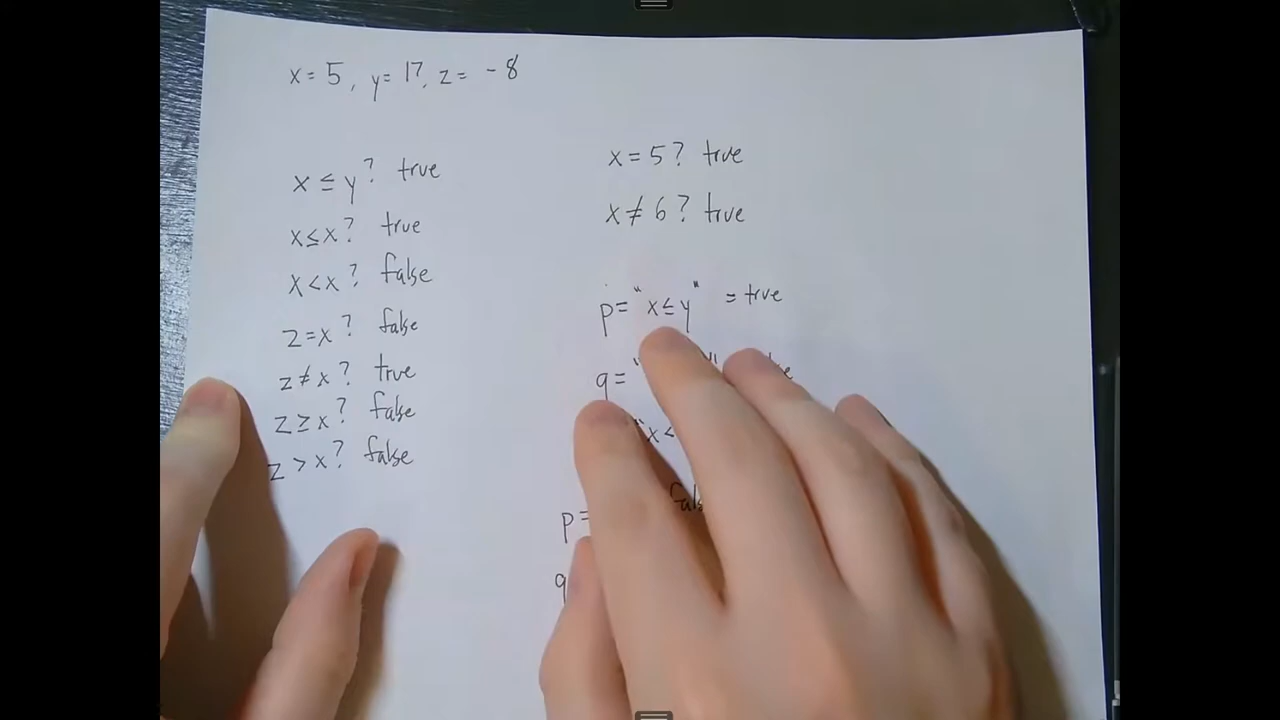 x = 5, y = 17, z = -8
x ≤ y? true
x ≤ x? true
x < x? false
z = x? false
z ≠ x? true
z ≥ x? false
z > x? false
x = 5? true
x ≠ 6? true
p = "x ≤ y" = true
q = "
"x <
p =
q